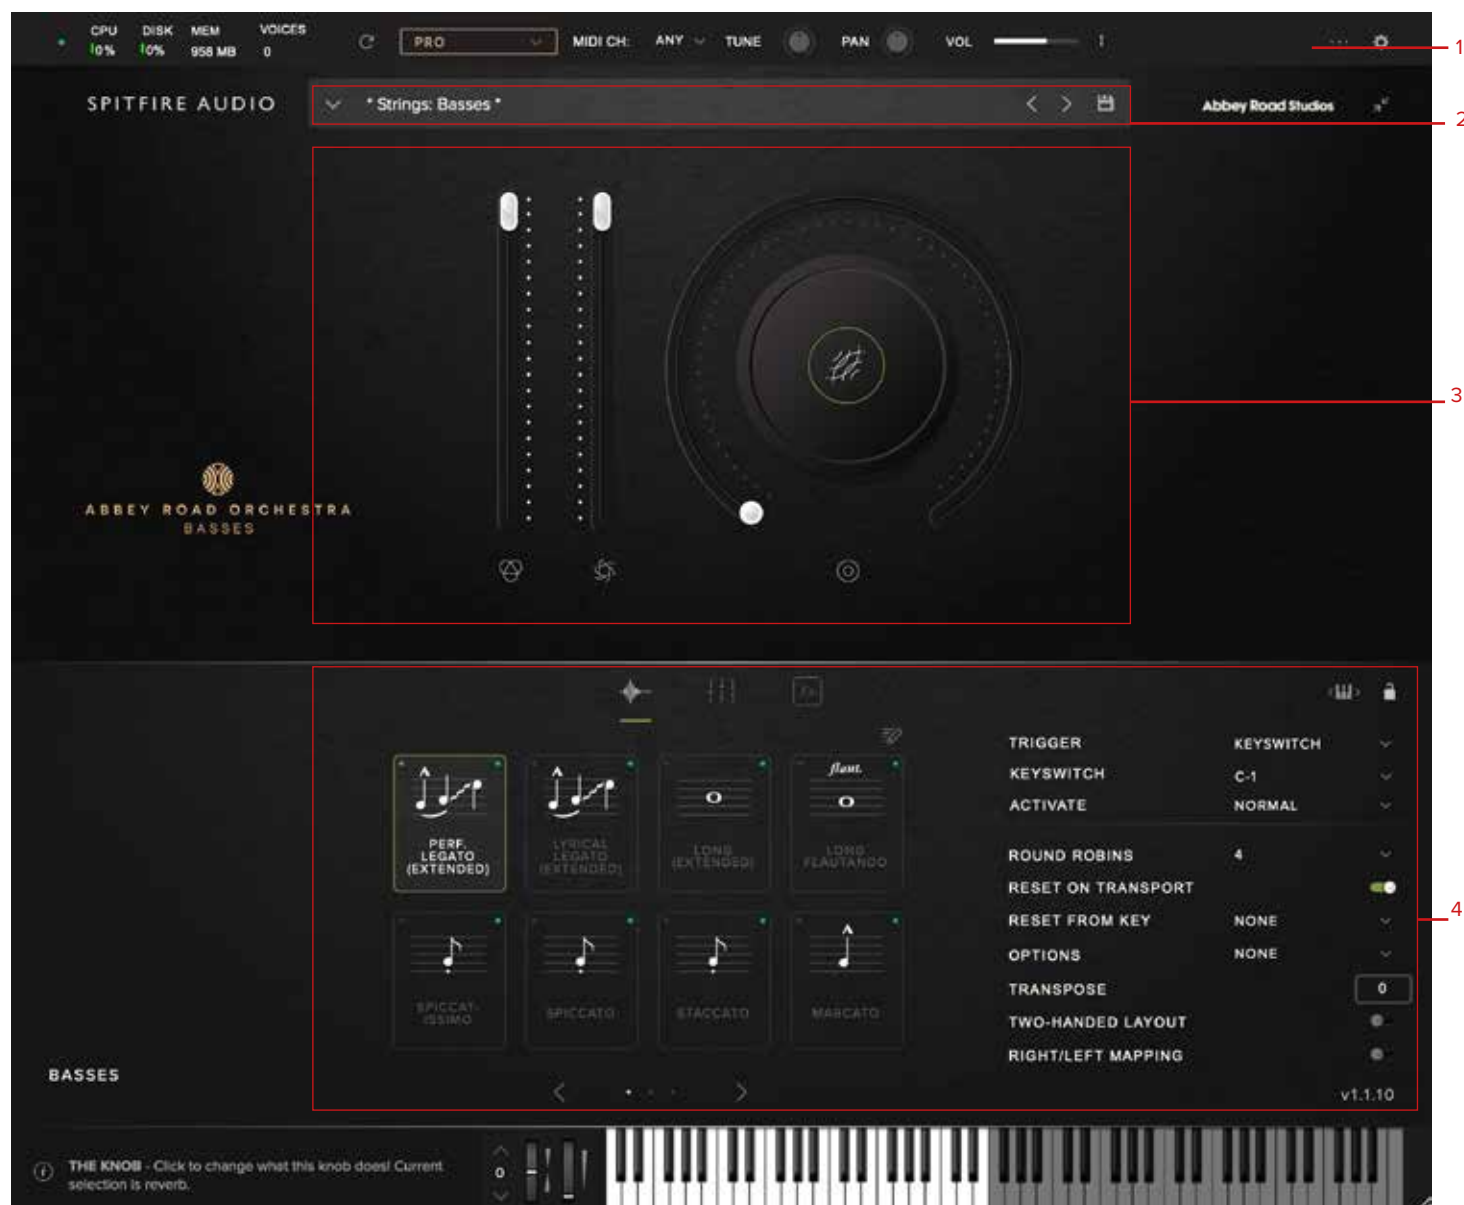 CPU DISK MEM VOICES
0% 0% 958 MB 0
PRO
MIDI CH: ANY TUNE PAN VOL
1
SPITFIRE AUDIO
* Strings: Basses *
Abbey Road Studios
2
3
ABBEY ROAD ORCHESTRA
BASSES
TRIGGER KEYSWITCH
KEYSWITCH C-1
ACTIVATE NORMAL
ROUND ROBINS 4
RESET ON TRANSPORT
RESET FROM KEY NONE
OPTIONS NONE
TRANSPOSE 0
TWO-HANDED LAYOUT
RIGHT/LEFT MAPPING
v1.1.10
4
PERF.
LEGATO
(EXTENDED)
LYRICAL
LEGATO
(EXTENDED)
LONG
(EXTENDED)
flaut.
LONG
FLAUTANDO
SPICCAT-
ISSIMO
SPICCATO
STACCATO
MARCATO
BASSES
THE KNOB - Click to change what this knob does! Current
selection is reverb.
0